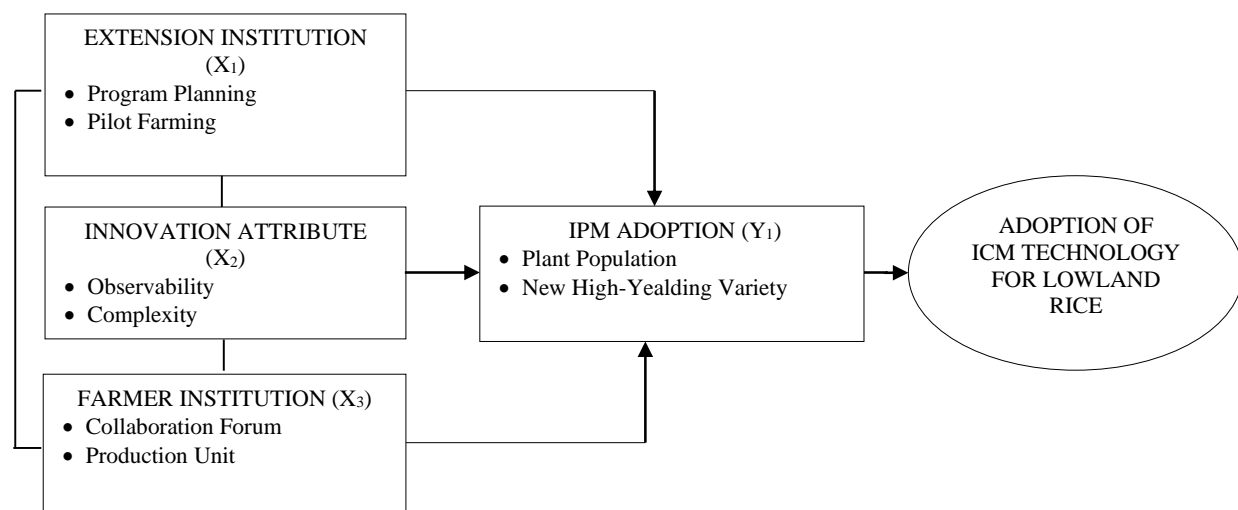 EXTENSION INSTITUTION
(X₁)
• Program Planning
• Pilot Farming
INNOVATION ATTRIBUTE
(X₂)
• Observability
• Complexity
FARMER INSTITUTION (X₃)
• Collaboration Forum
• Production Unit
IPM ADOPTION (Y₁)
• Plant Population
• New High-Yealding Variety
ADOPTION OF
ICM TECHNOLOGY
FOR LOWLAND
RICE